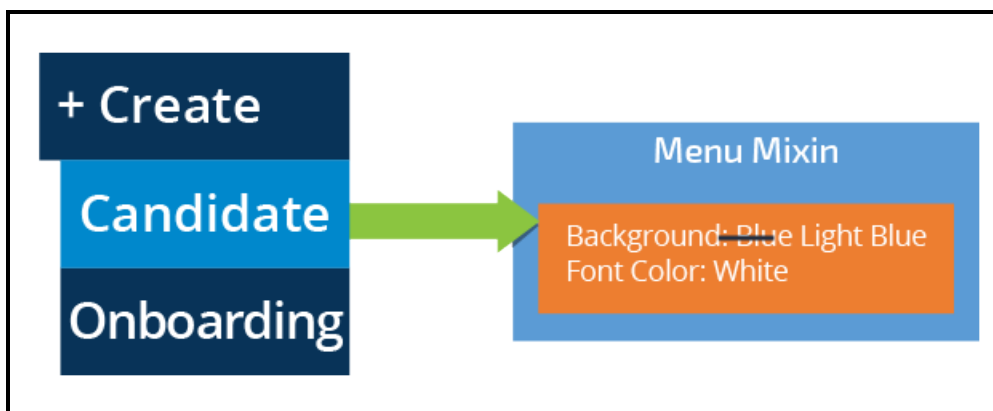 + Create
Candidate
Onboarding
Menu Mixin
Background: Blue Light Blue
Font Color: White